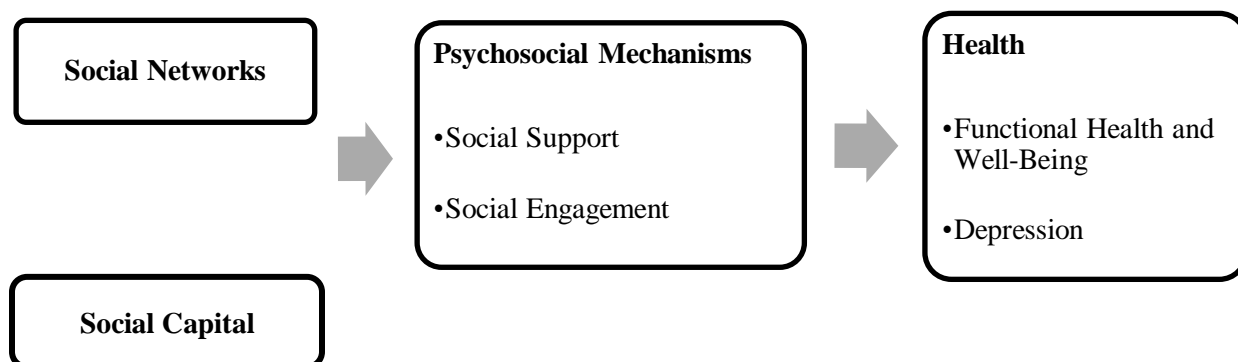 Social Networks
Social Capital
Psychosocial Mechanisms
•Social Support
•Social Engagement
Health
•Functional Health and
Well-Being
•Depression